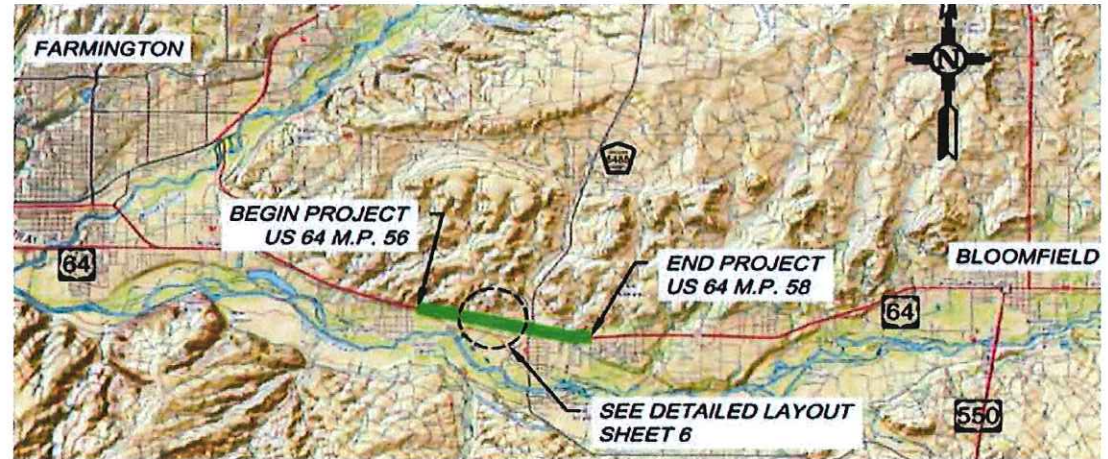 FARMINGTON
N
5485
BEGIN PROJECT
US 64 M.P. 56
64
END PROJECT
US 64 M.P. 58
BLOOMFIELD
64
SEE DETAILED LAYOUT
SHEET 6
550